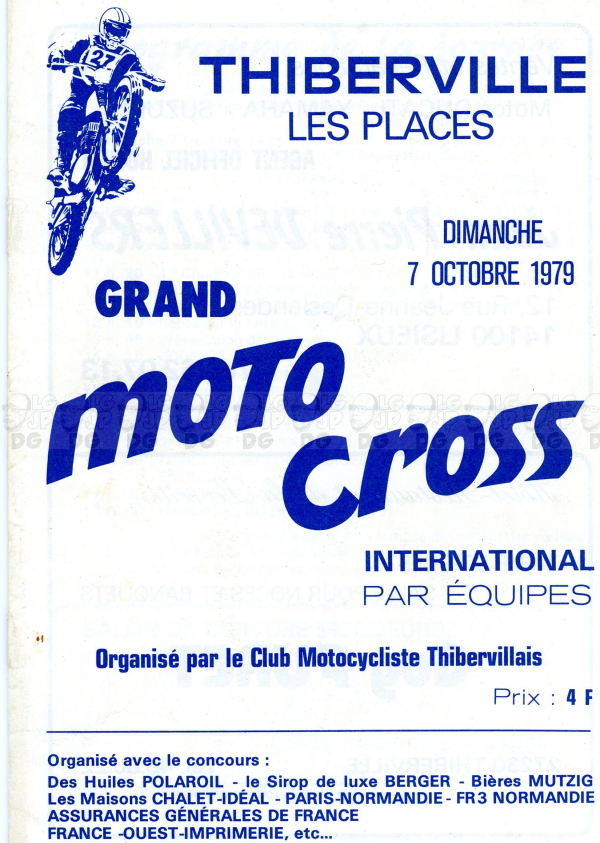 27
THIBERVILLE
LES PLACES
DIMANCHE
7 OCTOBRE 1979
GRAND
MOTO
CROSS
INTERNATIONAL
PAR ÉQUIPES
Organisé par le Club Motocycliste Thibervillais
Prix : 4 F
Organisé avec le concours :
Des Huiles POLAROIL - le Sirop de luxe BERGER - Bières MUTZIG
Les Maisons CHALET-IDÉAL - PARIS-NORMANDIE - FR3 NORMANDIE
ASSURANCES GÉNÉRALES DE FRANCE
FRANCE -OUEST-IMPRIMERIE, etc...